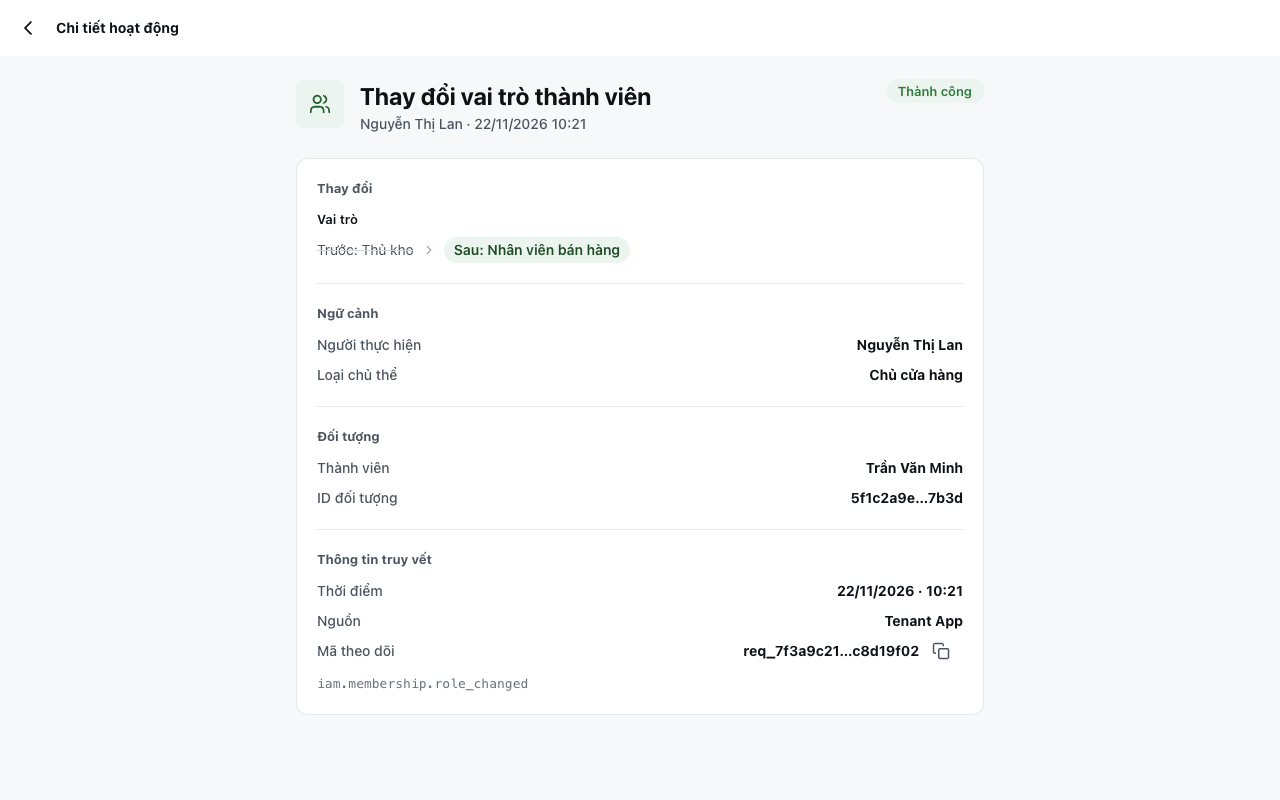 Chi tiết hoạt động
Thay đổi vai trò thành viên
Thành công
Nguyễn Thị Lan · 22/11/2026 10:21
Thay đổi
Vai trò
Trước: Thủ kho
Sau: Nhân viên bán hàng
Ngữ cảnh
Người thực hiện Nguyễn Thị Lan
Loại chủ thể Chủ cửa hàng
Đối tượng
Thành viên Trần Văn Minh
ID đối tượng 5f1c2a9e...7b3d
Thông tin truy vết
Thời điểm 22/11/2026 · 10:21
Nguồn Tenant App
Mã theo dõi req_7f3a9c21...c8d19f02
iam.membership.role_changed